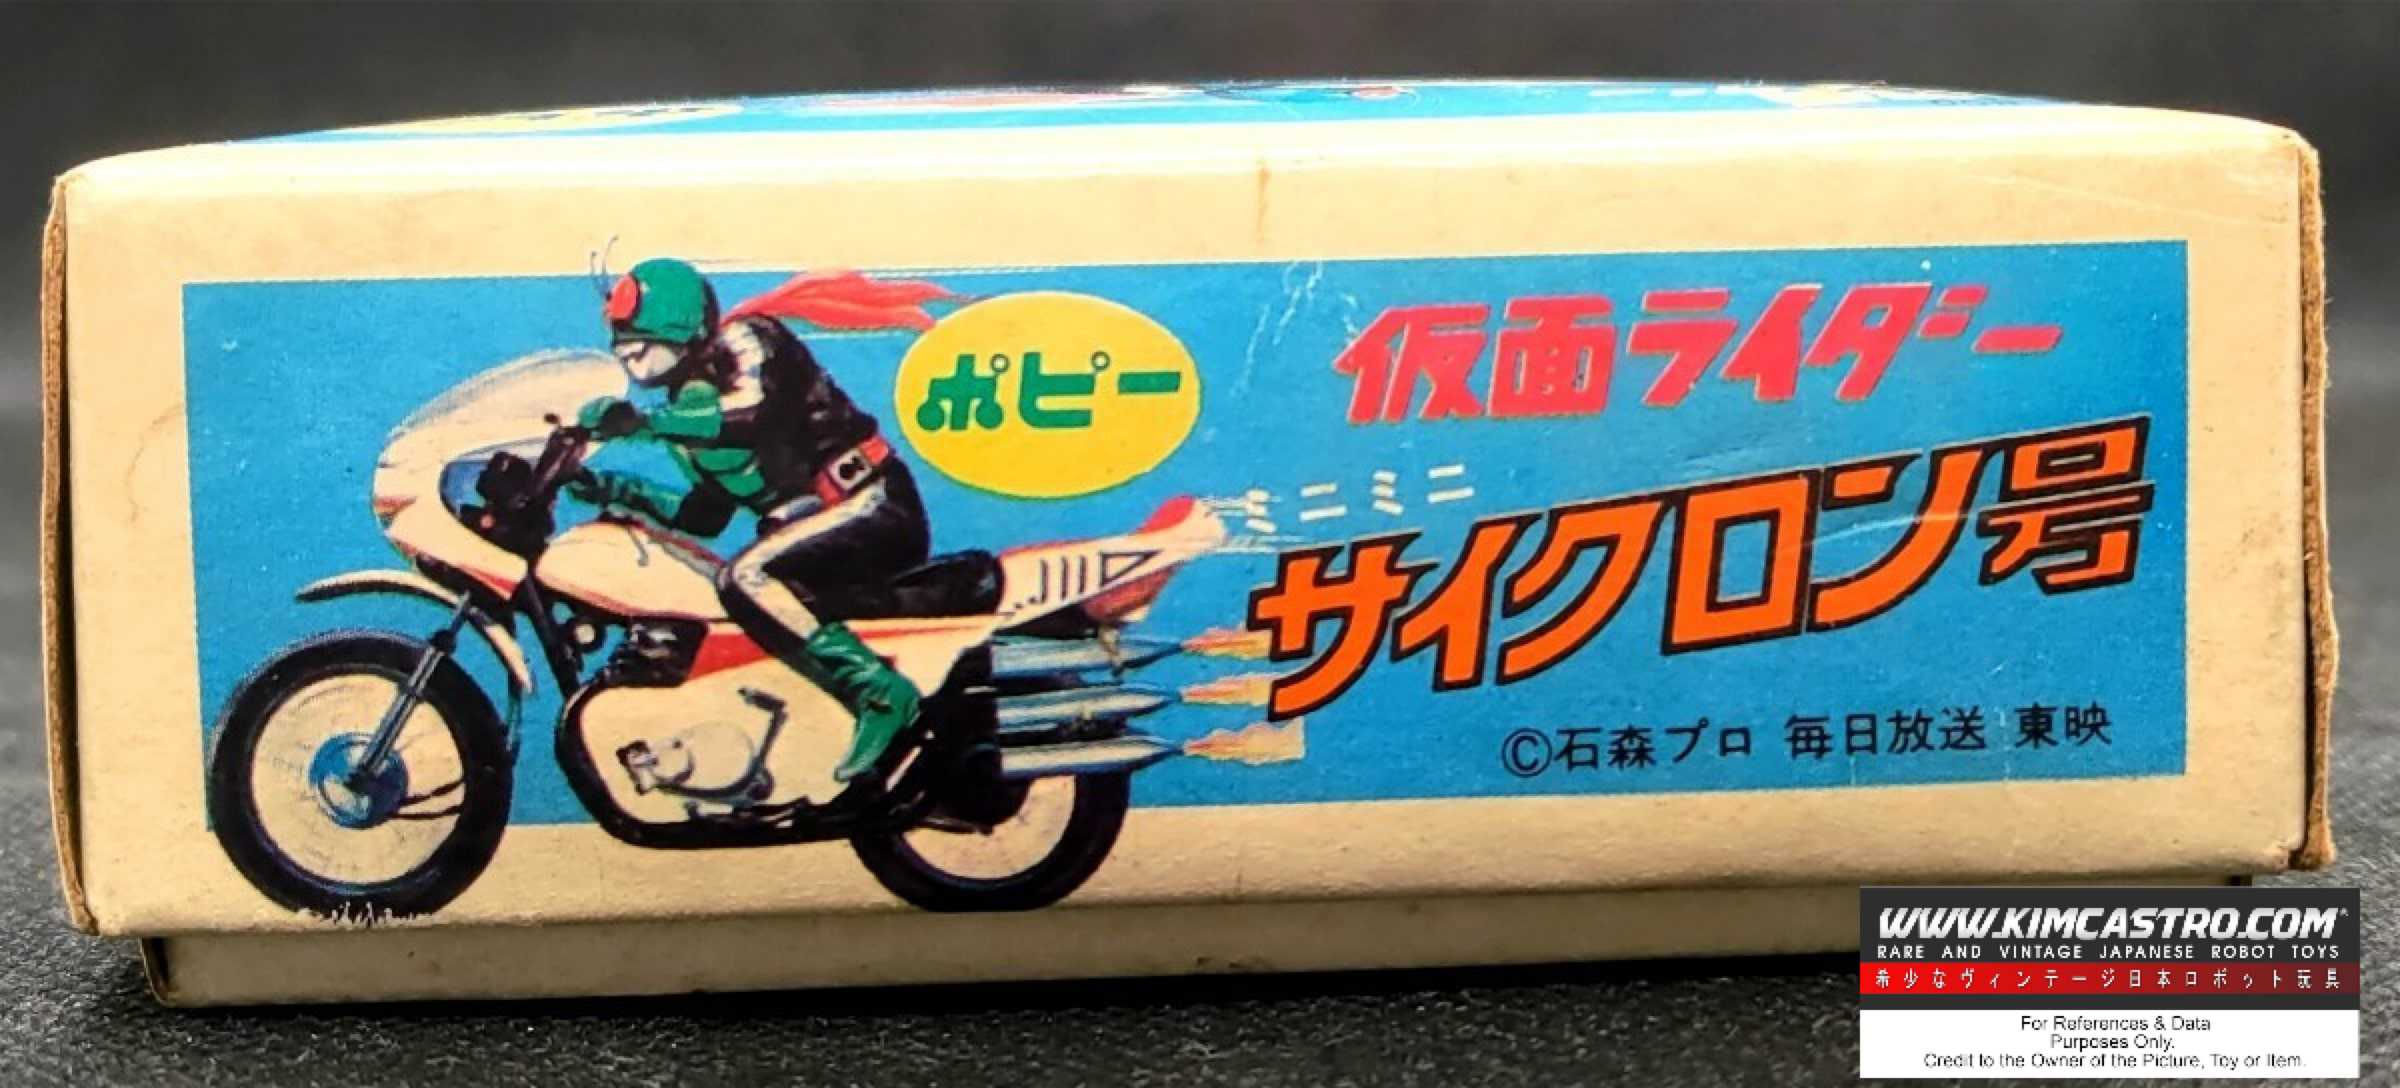 ポピー
仮面ライダー
ミニミニ
サイクロン号
©石森プロ 毎日放送 東映
WWW.KIMCASTRO.COM®
RARE AND VINTAGE JAPANESE ROBOT TOYS
希少なヴィンテージ日本ロボット玩具
For References & Data
Purposes Only.
Credit to the Owner of the Picture, Toy or Item.